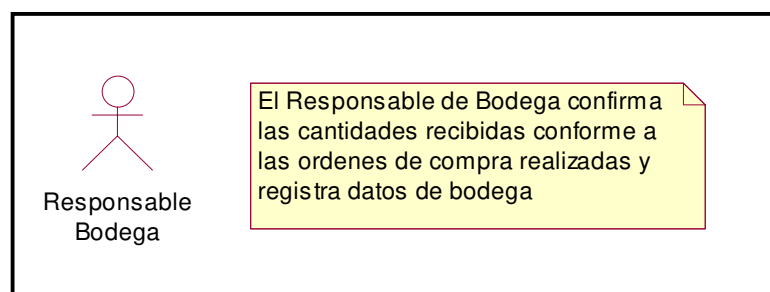 El Responsable de Bodega confirma
las cantidades recibidas conforme a
las ordenes de compra realizadas y
registra datos de bodega
Responsable
Bodega